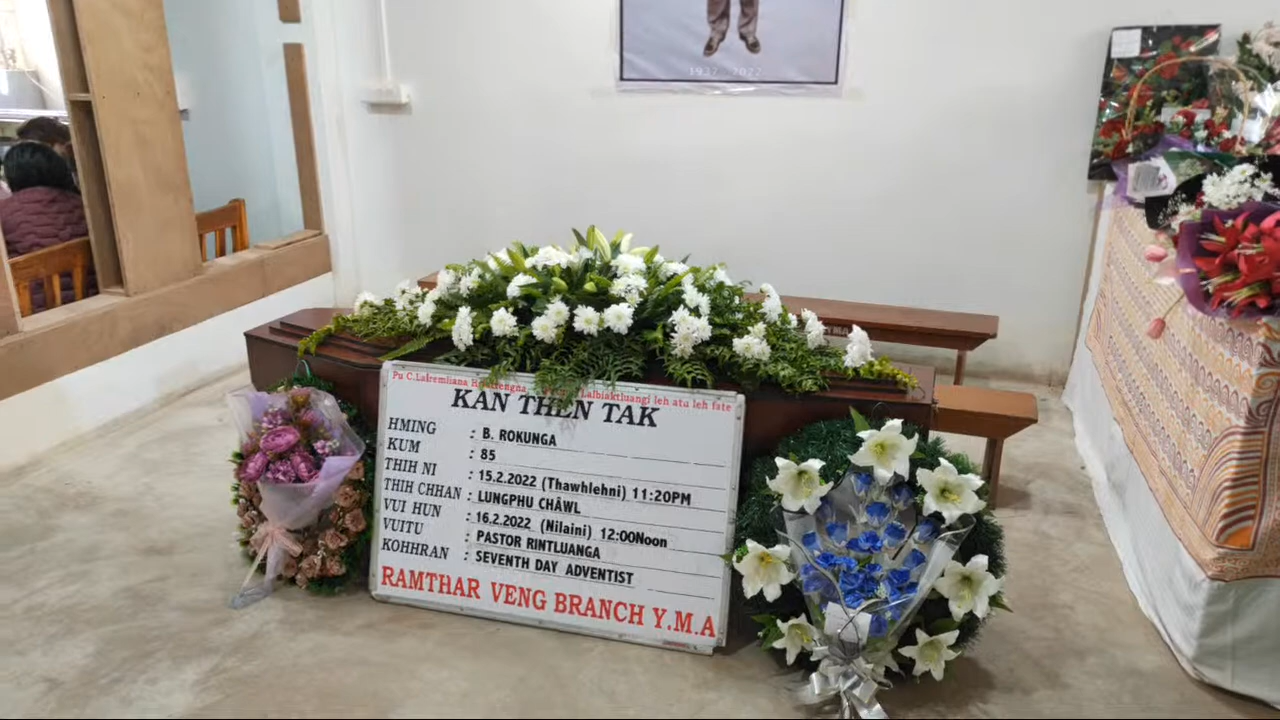 1937 - 2022
YMA
Pu C.Lalremliana Lalbiaktluangi leh atu leh fate
KAN THEN TAK
HMING : B. ROKUNGA
KUM : 85
THIH NI : 15.2.2022 (Thawhlehni) 11:20PM
THIH CHHAN : LUNGPHU CHÂWL
VUI HUN : 16.2.2022 (Nilaini) 12:00Noon
VUITU : PASTOR RINTLUANGA
KOHHRAN : SEVENTH DAY ADVENTIST
RAMTHAR VENG BRANCH Y.M.A